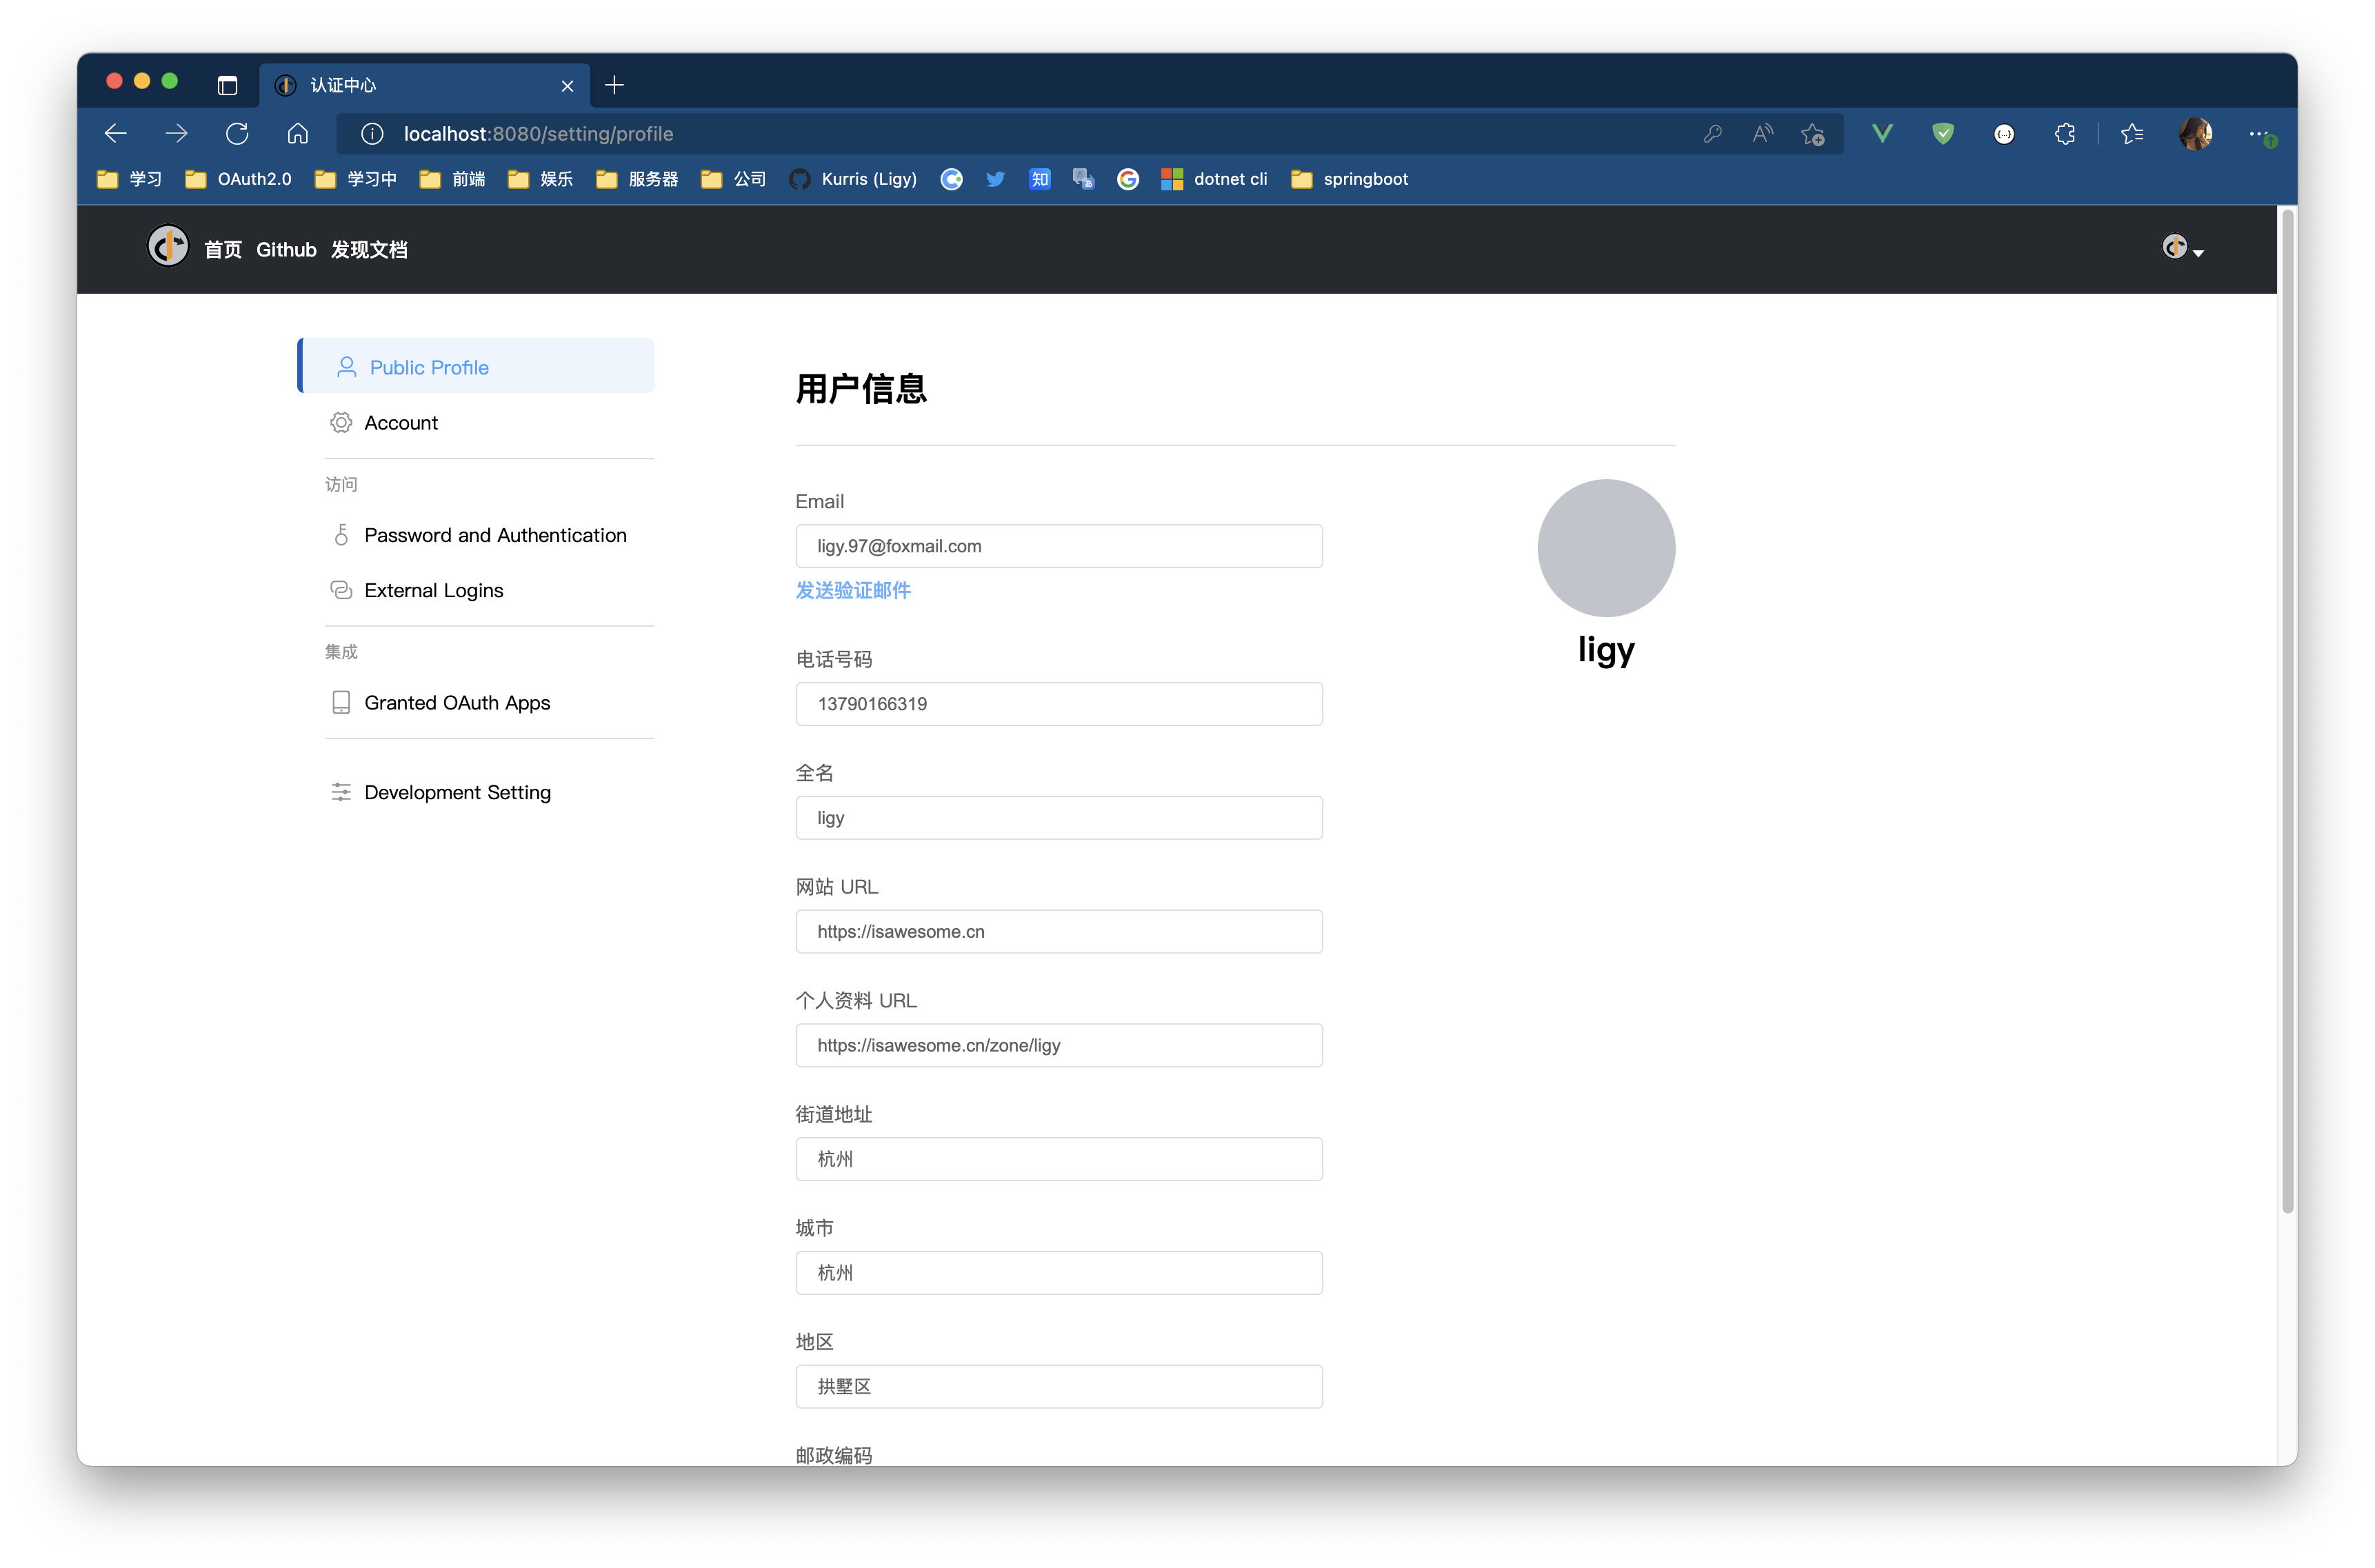 认证中心
localhost:8080/setting/profile
学习 OAuth2.0 学习中 前端 娱乐 服务器 公司 Kurris (Ligy) 知 dotnet cli springboot
首页 Github 发现文档
Public Profile
Account
访问
Password and Authentication
External Logins
集成
Granted OAuth Apps
Development Setting
用户信息
Email
ligy.97@foxmail.com
发送验证邮件
电话号码
13790166319
全名
ligy
网站 URL
https://isawesome.cn
个人资料 URL
https://isawesome.cn/zone/ligy
街道地址
杭州
城市
杭州
地区
拱墅区
邮政编码
ligy